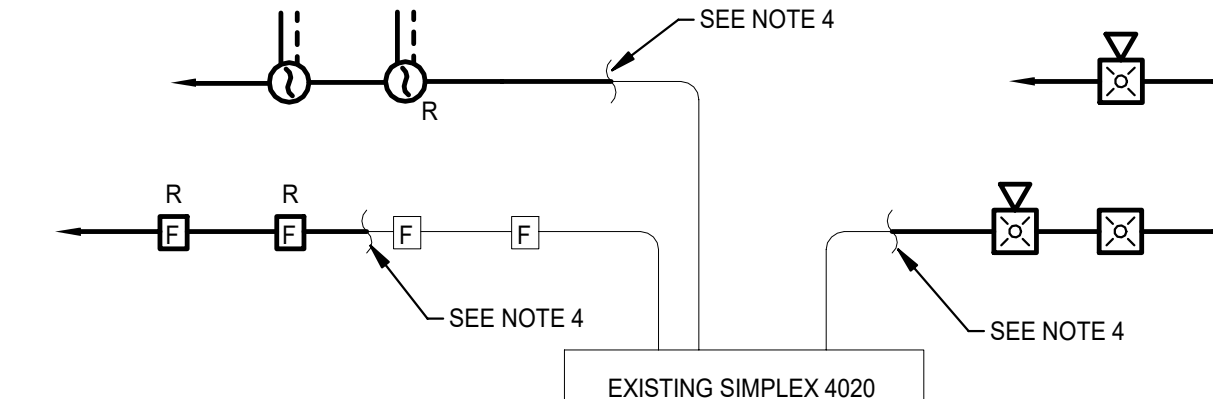 SEE NOTE 4
R
R R
F F F F
SEE NOTE 4
SEE NOTE 4
EXISTING SIMPLEX 4020